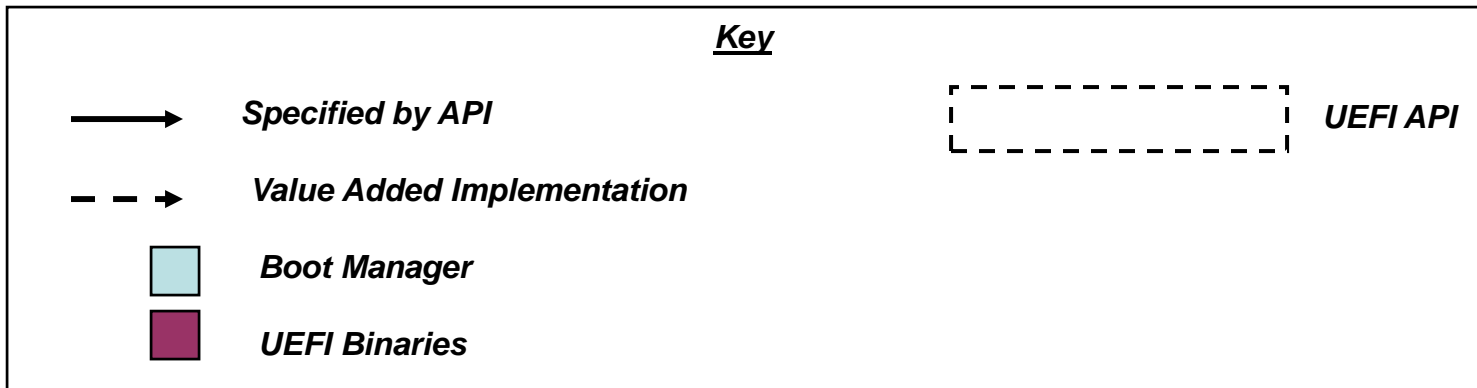 Key
Specified by API
UEFI API
Value Added Implementation
Boot Manager
UEFI Binaries